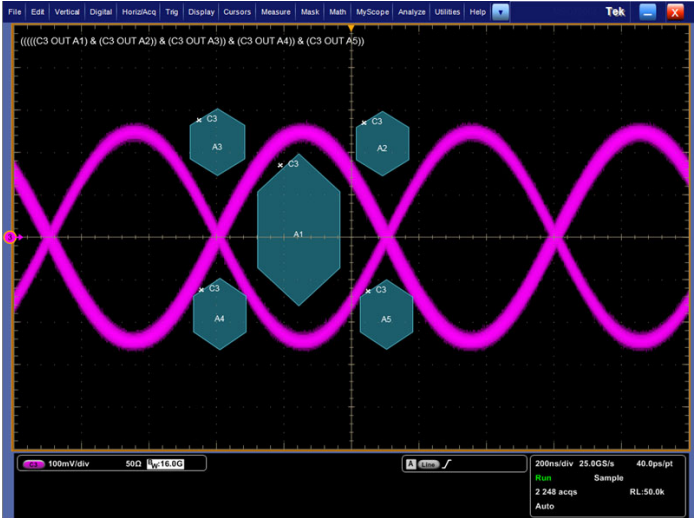 File Edit Vertical Digital Horiz/Acq Trig Display Cursors Measure Mask Math MyScope Analyze Utilities Help Tek X
(((((C3 OUT A1) & (C3 OUT A2)) & (C3 OUT A3)) & (C3 OUT A4)) & (C3 OUT A5))
C3 C3
A3 A2
C3
A1
3
C3 C3
A4 A5
C3 100mV/div 50Ω BW:16.0G A Line 200ns/div 25.0GS/s 40.0ps/pt
Run Sample
2 248 acqs RL:50.0k
Auto